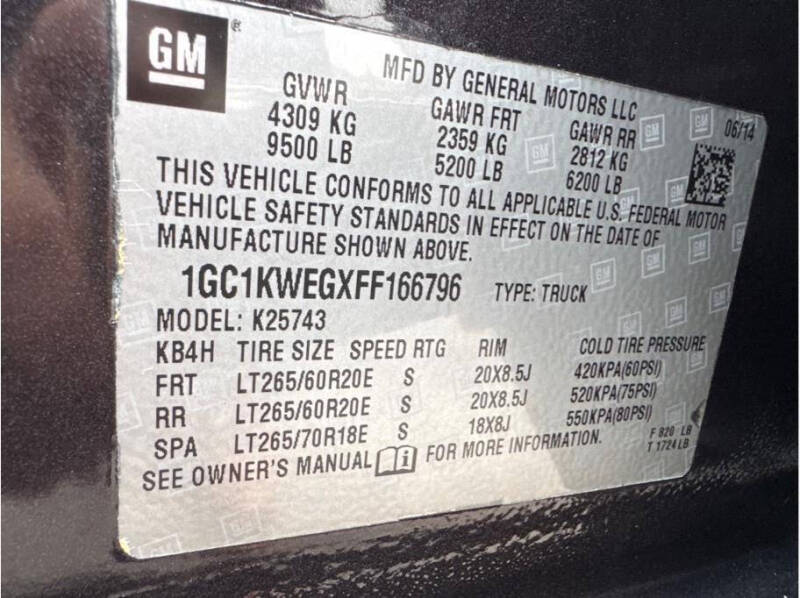 GM ®
MFD BY GENERAL MOTORS LLC
06/14
GVWR GAWR FRT GAWR RR
4309 KG 2359 KG 2812 KG
9500 LB 5200 LB 6200 LB
THIS VEHICLE CONFORMS TO ALL APPLICABLE U.S. FEDERAL MOTOR
VEHICLE SAFETY STANDARDS IN EFFECT ON THE DATE OF
MANUFACTURE SHOWN ABOVE.
1GC1KWEGXFF166796 TYPE: TRUCK
MODEL: K25743
KB4H TIRE SIZE SPEED RTG RIM COLD TIRE PRESSURE
FRT LT265/60R20E S 20X8.5J 420KPA(60PSI)
RR LT265/60R20E S 20X8.5J 520KPA(75PSI)
SPA LT265/70R18E S 18X8J 550KPA(80PSI)
F 820 LB
T 1724 LB
SEE OWNER'S MANUAL i FOR MORE INFORMATION.